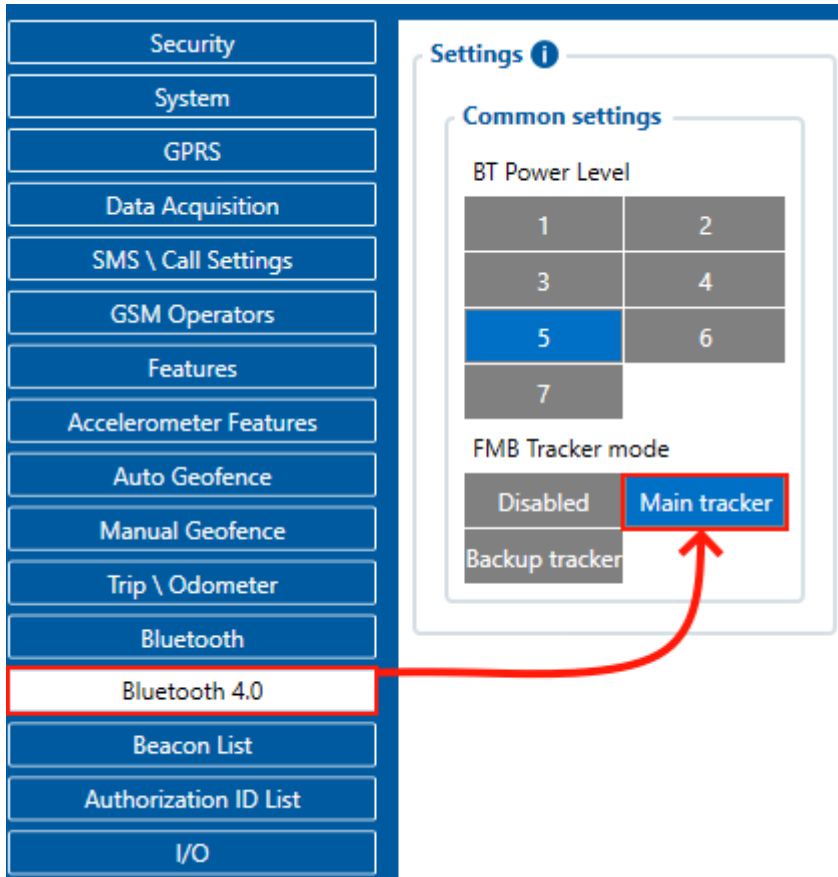 Security
System
GPRS
Data Acquisition
SMS \ Call Settings
GSM Operators
Features
Accelerometer Features
Auto Geofence
Manual Geofence
Trip \ Odometer
Bluetooth
Bluetooth 4.0
Beacon List
Authorization ID List
I/O
Settings i
Common settings
BT Power Level
1 2
3 4
5 6
7
FMB Tracker mode
Disabled Main tracker
Backup tracker